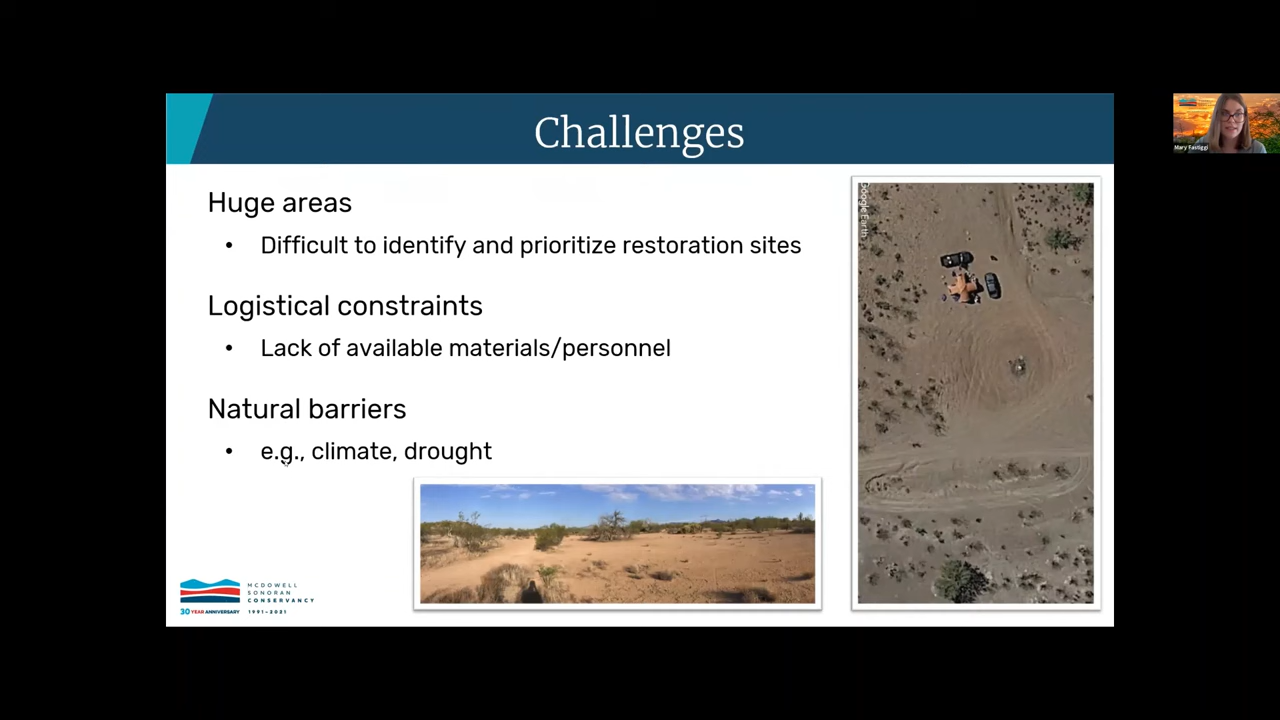 Challenges
Huge areas
• Difficult to identify and prioritize restoration sites
Logistical constraints
• Lack of available materials/personnel
Natural barriers
• e.g., climate, drought
Google Earth
MCDOWELL
SONORAN
CONSERVANCY
30 YEAR ANNIVERSARY 1991-2021
Mary Fastiggi